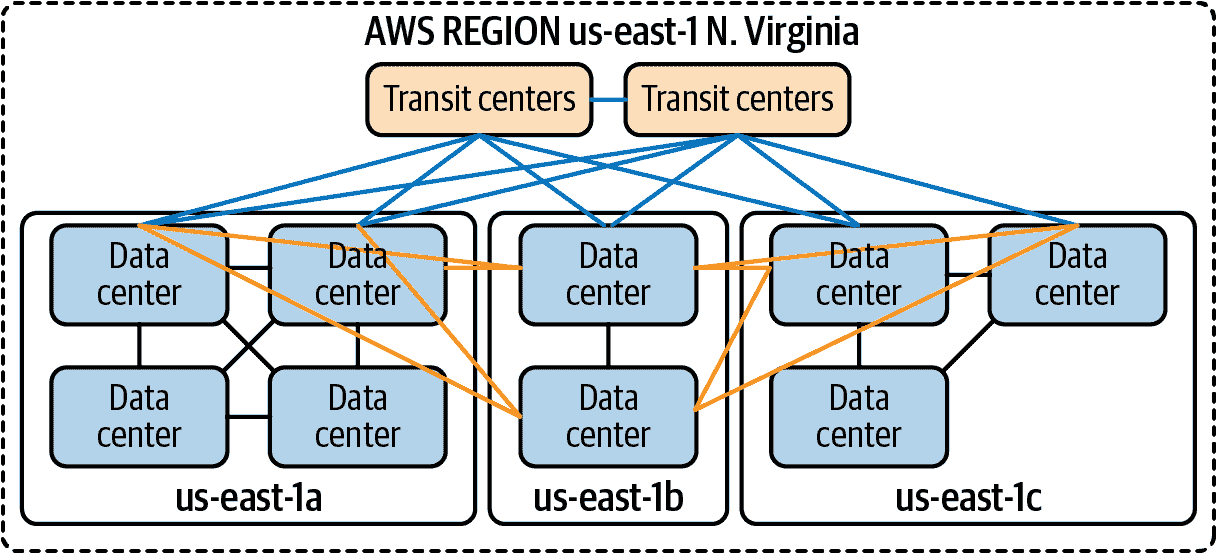 AWS REGION us-east-1 N. Virginia
Transit centers
Transit centers
Data
center
Data
center
Data
center
Data
center
us-east-1a
Data
center
Data
center
us-east-1b
Data
center
Data
center
Data
center
us-east-1c